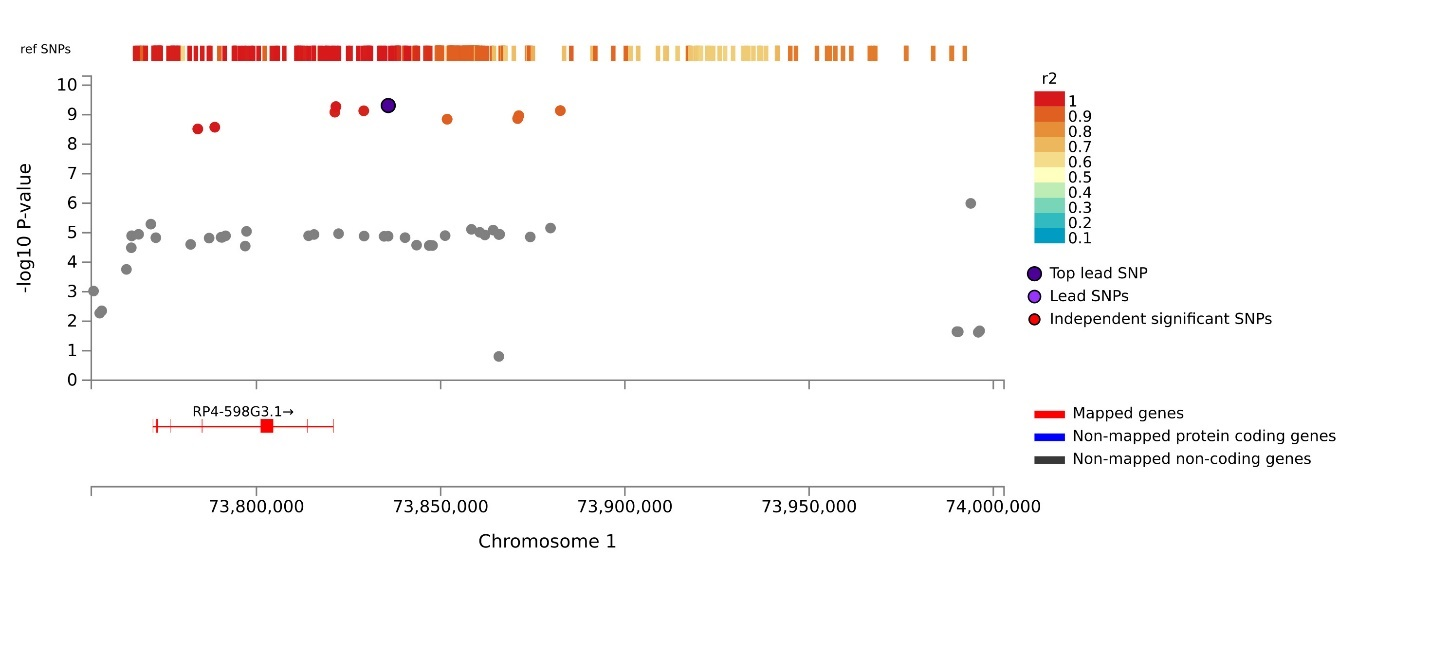 ref SNPs
10
9
8
7
6
5
4
3
2
1
0
-log10 P-value
r2
1
0.9
0.8
0.7
0.6
0.5
0.4
0.3
0.2
0.1
Top lead SNP
Lead SNPs
Independent significant SNPs
RP4-598G3.1→
Mapped genes
Non-mapped protein coding genes
Non-mapped non-coding genes
73,800,000 73,850,000 73,900,000 73,950,000 74,000,000
Chromosome 1